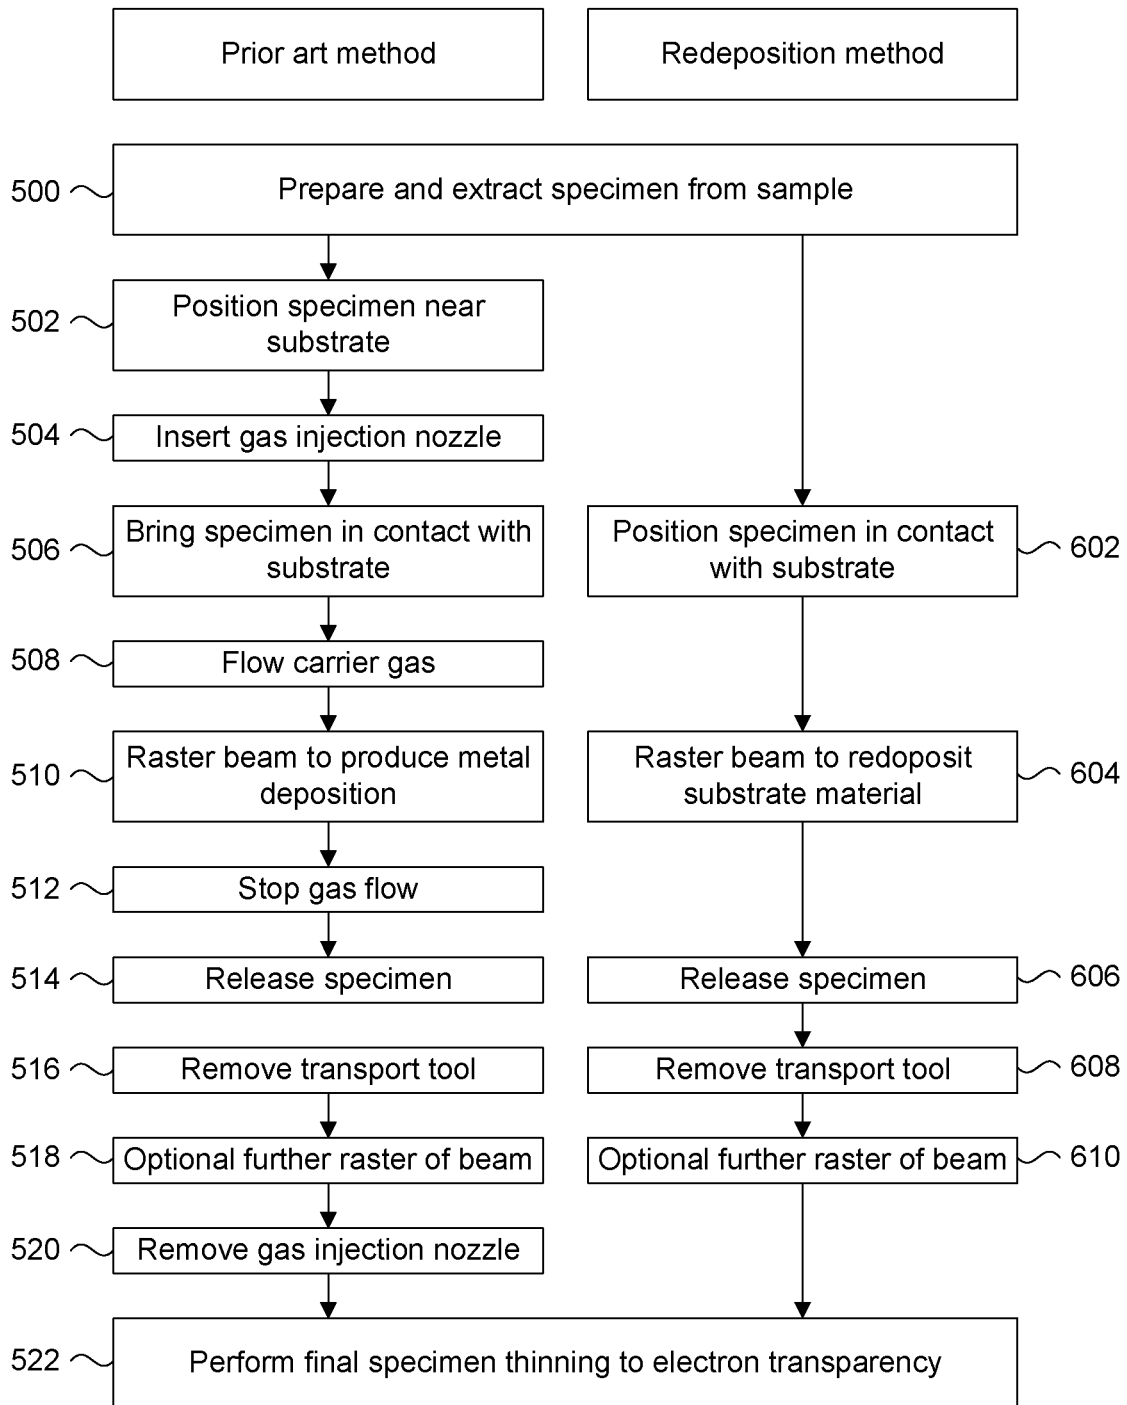 Prior art method
Redeposition method
500
Prepare and extract specimen from sample
502
Position specimen near
substrate
504
Insert gas injection nozzle
506
Bring specimen in contact with
substrate
Position specimen in contact
with substrate
602
508
Flow carrier gas
510
Raster beam to produce metal
deposition
Raster beam to redoposit
substrate material
604
512
Stop gas flow
514
Release specimen
Release specimen
606
516
Remove transport tool
Remove transport tool
608
518
Optional further raster of beam
Optional further raster of beam
610
520
Remove gas injection nozzle
522
Perform final specimen thinning to electron transparency